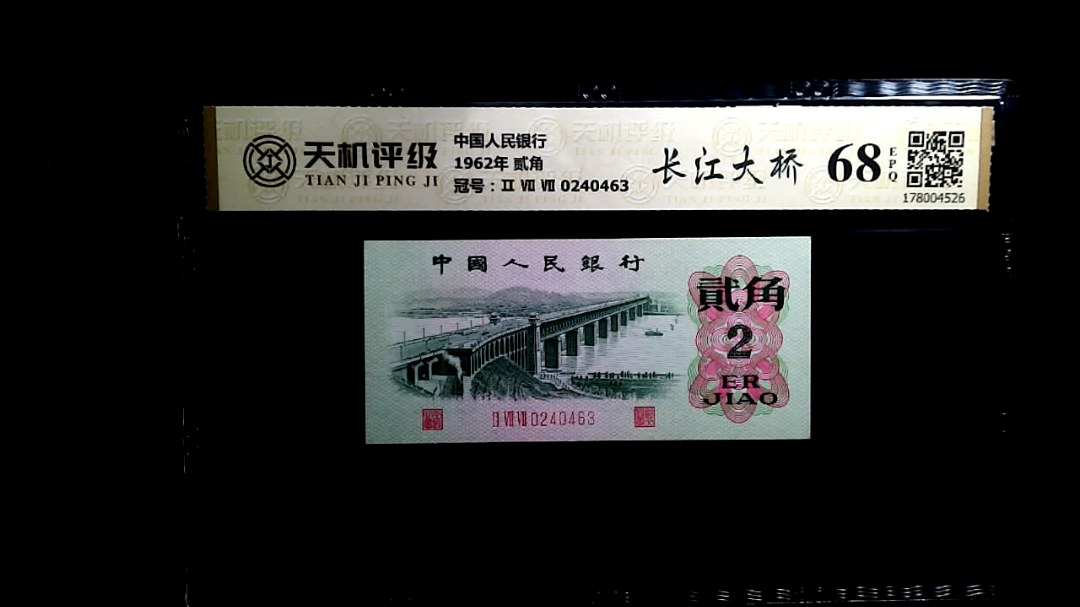 天机评级
TIAN JI PING JI
中国人民银行
1962年 贰角
冠号：II VII VII 0240463
长江大桥
68
EPQ
178004526
中國人民銀行
貳角
2
ER
JIAO
II VII VII 0240463